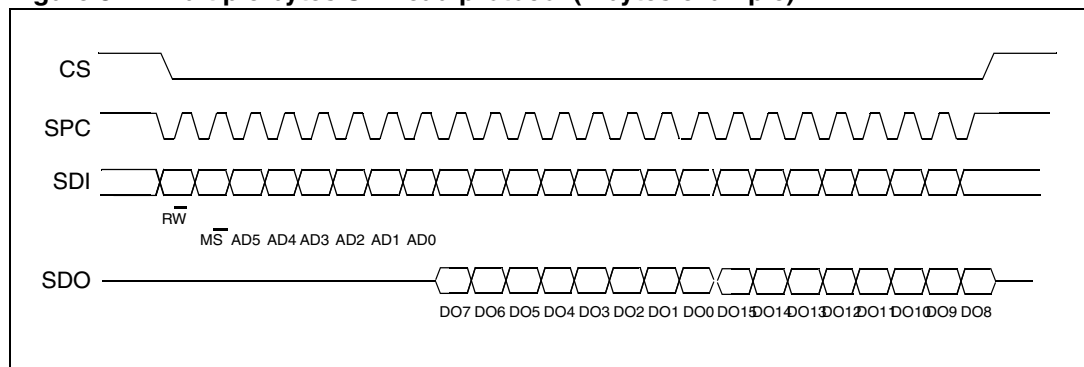 CS
SPC
SDI
RW
MS AD5 AD4 AD3 AD2 AD1 AD0
SDO
DO7 DO6 DO5 DO4 DO3 DO2 DO1 DO0 DO15 DO14 DO13 DO12 DO11 DO10 DO9 DO8